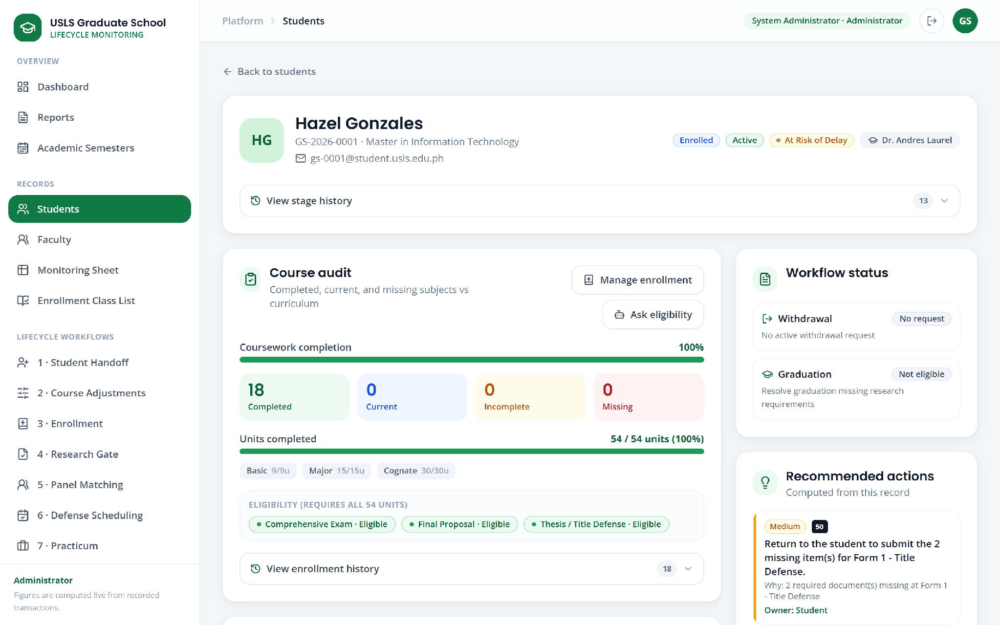 USLS Graduate School
LIFECYCLE MONITORING
OVERVIEW
Dashboard
Reports
Academic Semesters
RECORDS
Students
Faculty
Monitoring Sheet
Enrollment Class List
LIFECYCLE WORKFLOWS
1 · Student Handoff
2 · Course Adjustments
3 · Enrollment
4 · Research Gate
5 · Panel Matching
6 · Defense Scheduling
7 · Practicum
Administrator
Figures are computed live from recorded
transactions.
Platform
Students
System Administrator · Administrator
GS
Back to students
HG
Hazel Gonzales
GS-2026-0001 · Master in Information Technology
gs-0001@student.usls.edu.ph
Enrolled
Active
At Risk of Delay
Dr. Andres Laurel
View stage history
13
Course audit
Completed, current, and missing subjects vs
curriculum
Manage enrollment
Ask eligibility
Coursework completion
100%
18
Completed
0
Current
0
Incomplete
0
Missing
Units completed
54 / 54 units (100%)
Basic 9/9u
Major 15/15u
Cognate 30/30u
ELIGIBILITY (REQUIRES ALL 54 UNITS)
Comprehensive Exam · Eligible
Final Proposal · Eligible
Thesis / Title Defense · Eligible
View enrollment history
18
Workflow status
Withdrawal
No request
No active withdrawal request
Graduation
Not eligible
Resolve graduation missing research
requirements
Recommended actions
Computed from this record
Medium
50
Return to the student to submit the 2
missing item(s) for Form 1 - Title
Defense.
Why: 2 required document(s) missing at Form 1
- Title Defense
Owner: Student